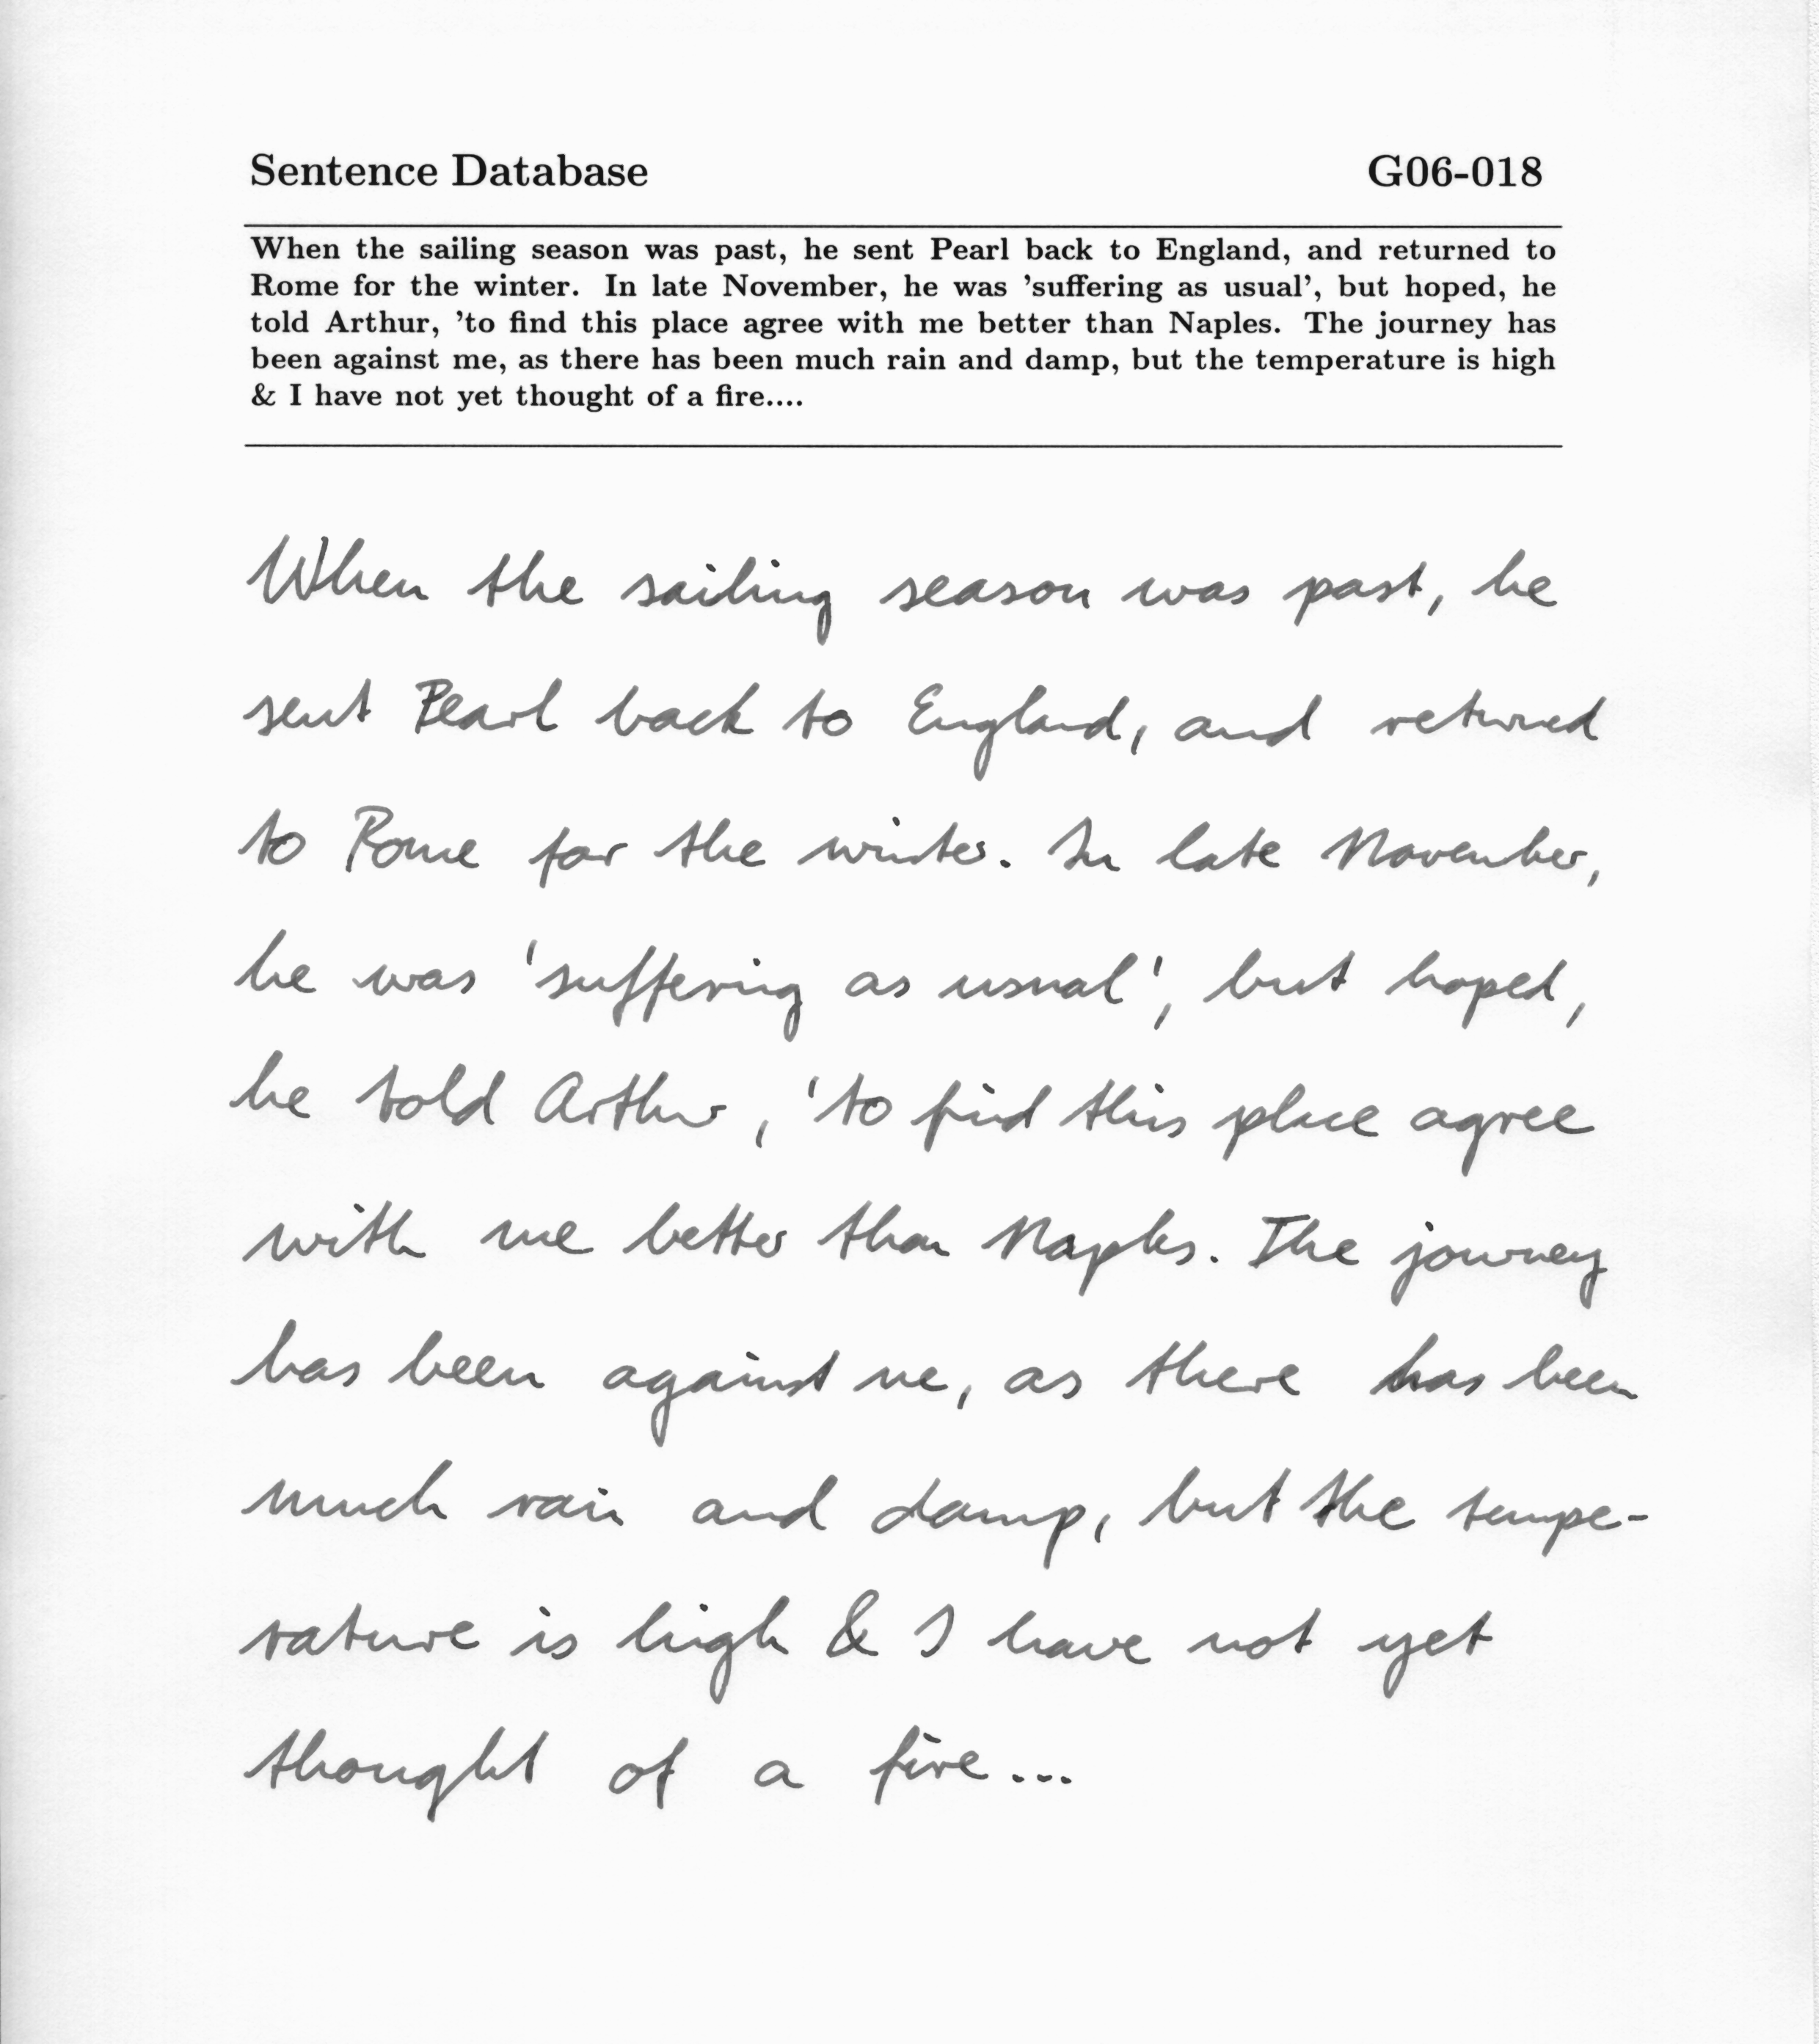 Sentence Database G06-018
When the sailing season was past, he sent Pearl back to England, and returned to
Rome for the winter. In late November, he was 'suffering as usual', but hoped, he
told Arthur, 'to find this place agree with me better than Naples. The journey has
been against me, as there has been much rain and damp, but the temperature is high
& I have not yet thought of a fire....
When the sailing season was past, he
sent Pearl back to England, and returned
to Rome for the winter. In late November,
he was 'suffering as usual', but hoped,
he told Arthur, 'to find this place agree
with me better than Naples. The journey
has been against me, as there has been
much rain and damp, but the tempe-
rature is high & I have not yet
thought of a fire...